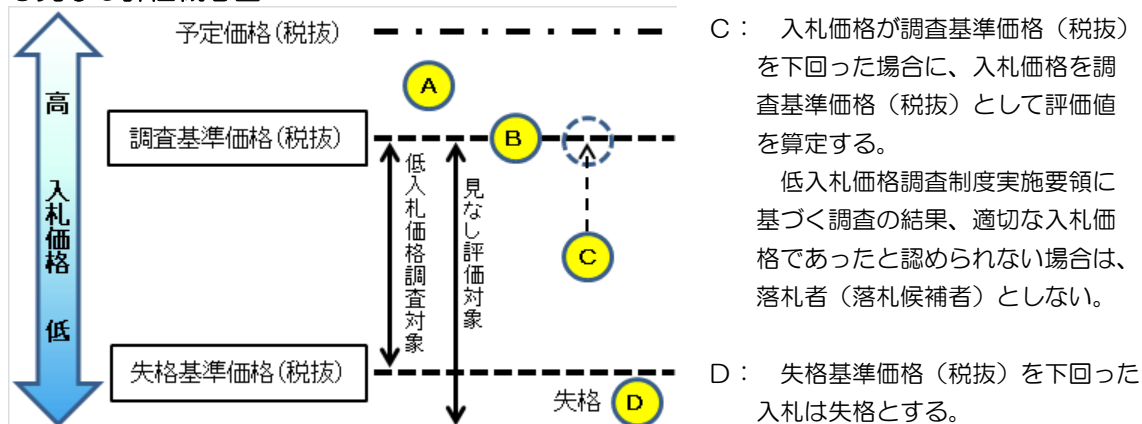 予定価格(税抜)
A
高
調査基準価格(税抜)
B
低入札価格調査対象
見なし評価対象
入札価格
C
低
失格基準価格(税抜)
失格
D
C： 入札価格が調査基準価格（税抜）
を下回った場合に、入札価格を調
査基準価格（税抜）として評価値
を算定する。
低入札価格調査制度実施要領に
基づく調査の結果、適切な入札価
格であったと認められない場合は、
落札者（落札候補者）としない。
D： 失格基準価格（税抜）を下回った
入札は失格とする。